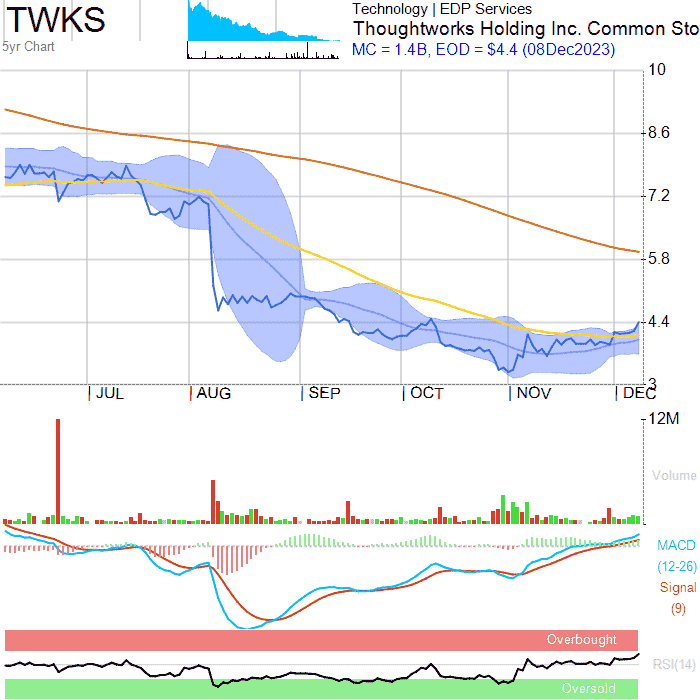 TWKS
5yr Chart
Technology | EDP Services
Thoughtworks Holding Inc. Common Sto
MC = 1.4B, EOD = $4.4 (08Dec2023)
10
8.6
7.2
5.8
4.4
3
JUL AUG SEP OCT NOV DEC
12M
Volume
MACD
(12-26)
Signal
(9)
Overbought
RSI(14)
Oversold